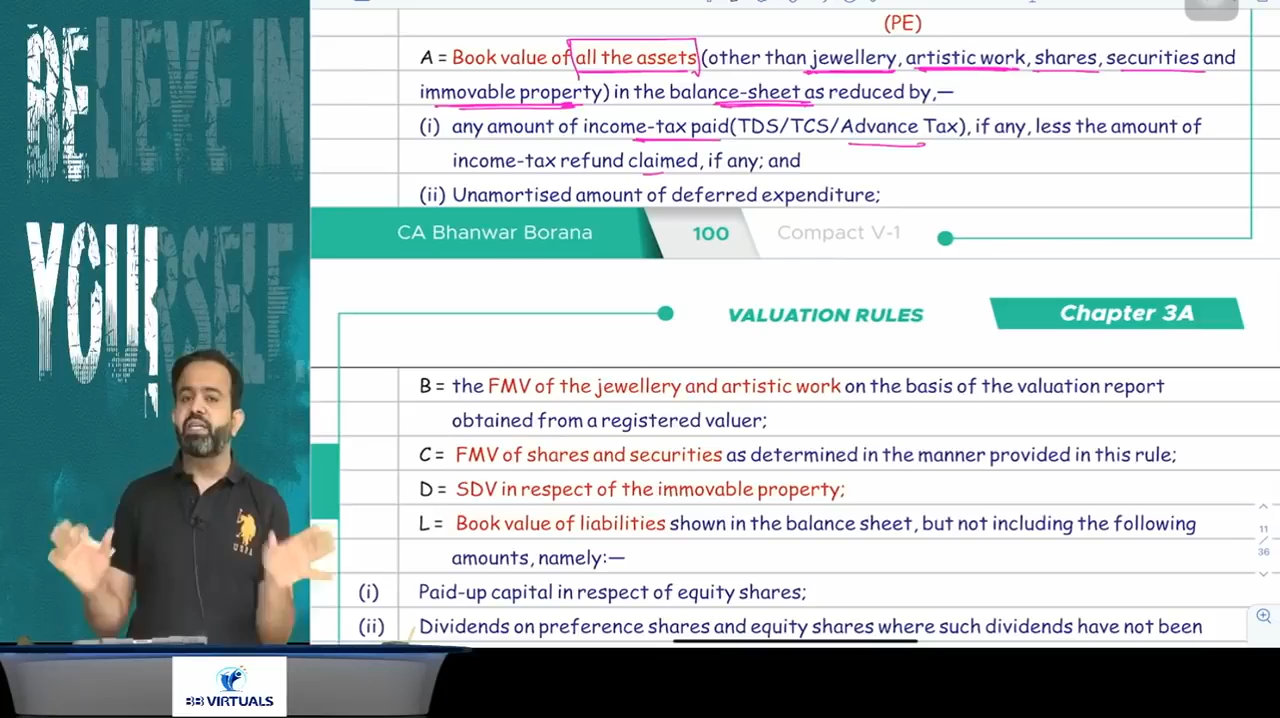 BELIEVE IN
YOURSELF
(PE)
A = Book value of all the assets (other than jewellery, artistic work, shares, securities and
immovable property) in the balance-sheet as reduced by,—
(i) any amount of income-tax paid(TDS/TCS/Advance Tax), if any, less the amount of
income-tax refund claimed, if any; and
(ii) Unamortised amount of deferred expenditure;
CA Bhanwar Borana 100 Compact V-1
VALUATION RULES Chapter 3A
B = the FMV of the jewellery and artistic work on the basis of the valuation report
obtained from a registered valuer;
C = FMV of shares and securities as determined in the manner provided in this rule;
D = SDV in respect of the immovable property;
L = Book value of liabilities shown in the balance sheet, but not including the following
amounts, namely:—
(i) Paid-up capital in respect of equity shares;
(ii) Dividends on preference shares and equity shares where such dividends have not been
11
/
36
USPA
BB VIRTUALS